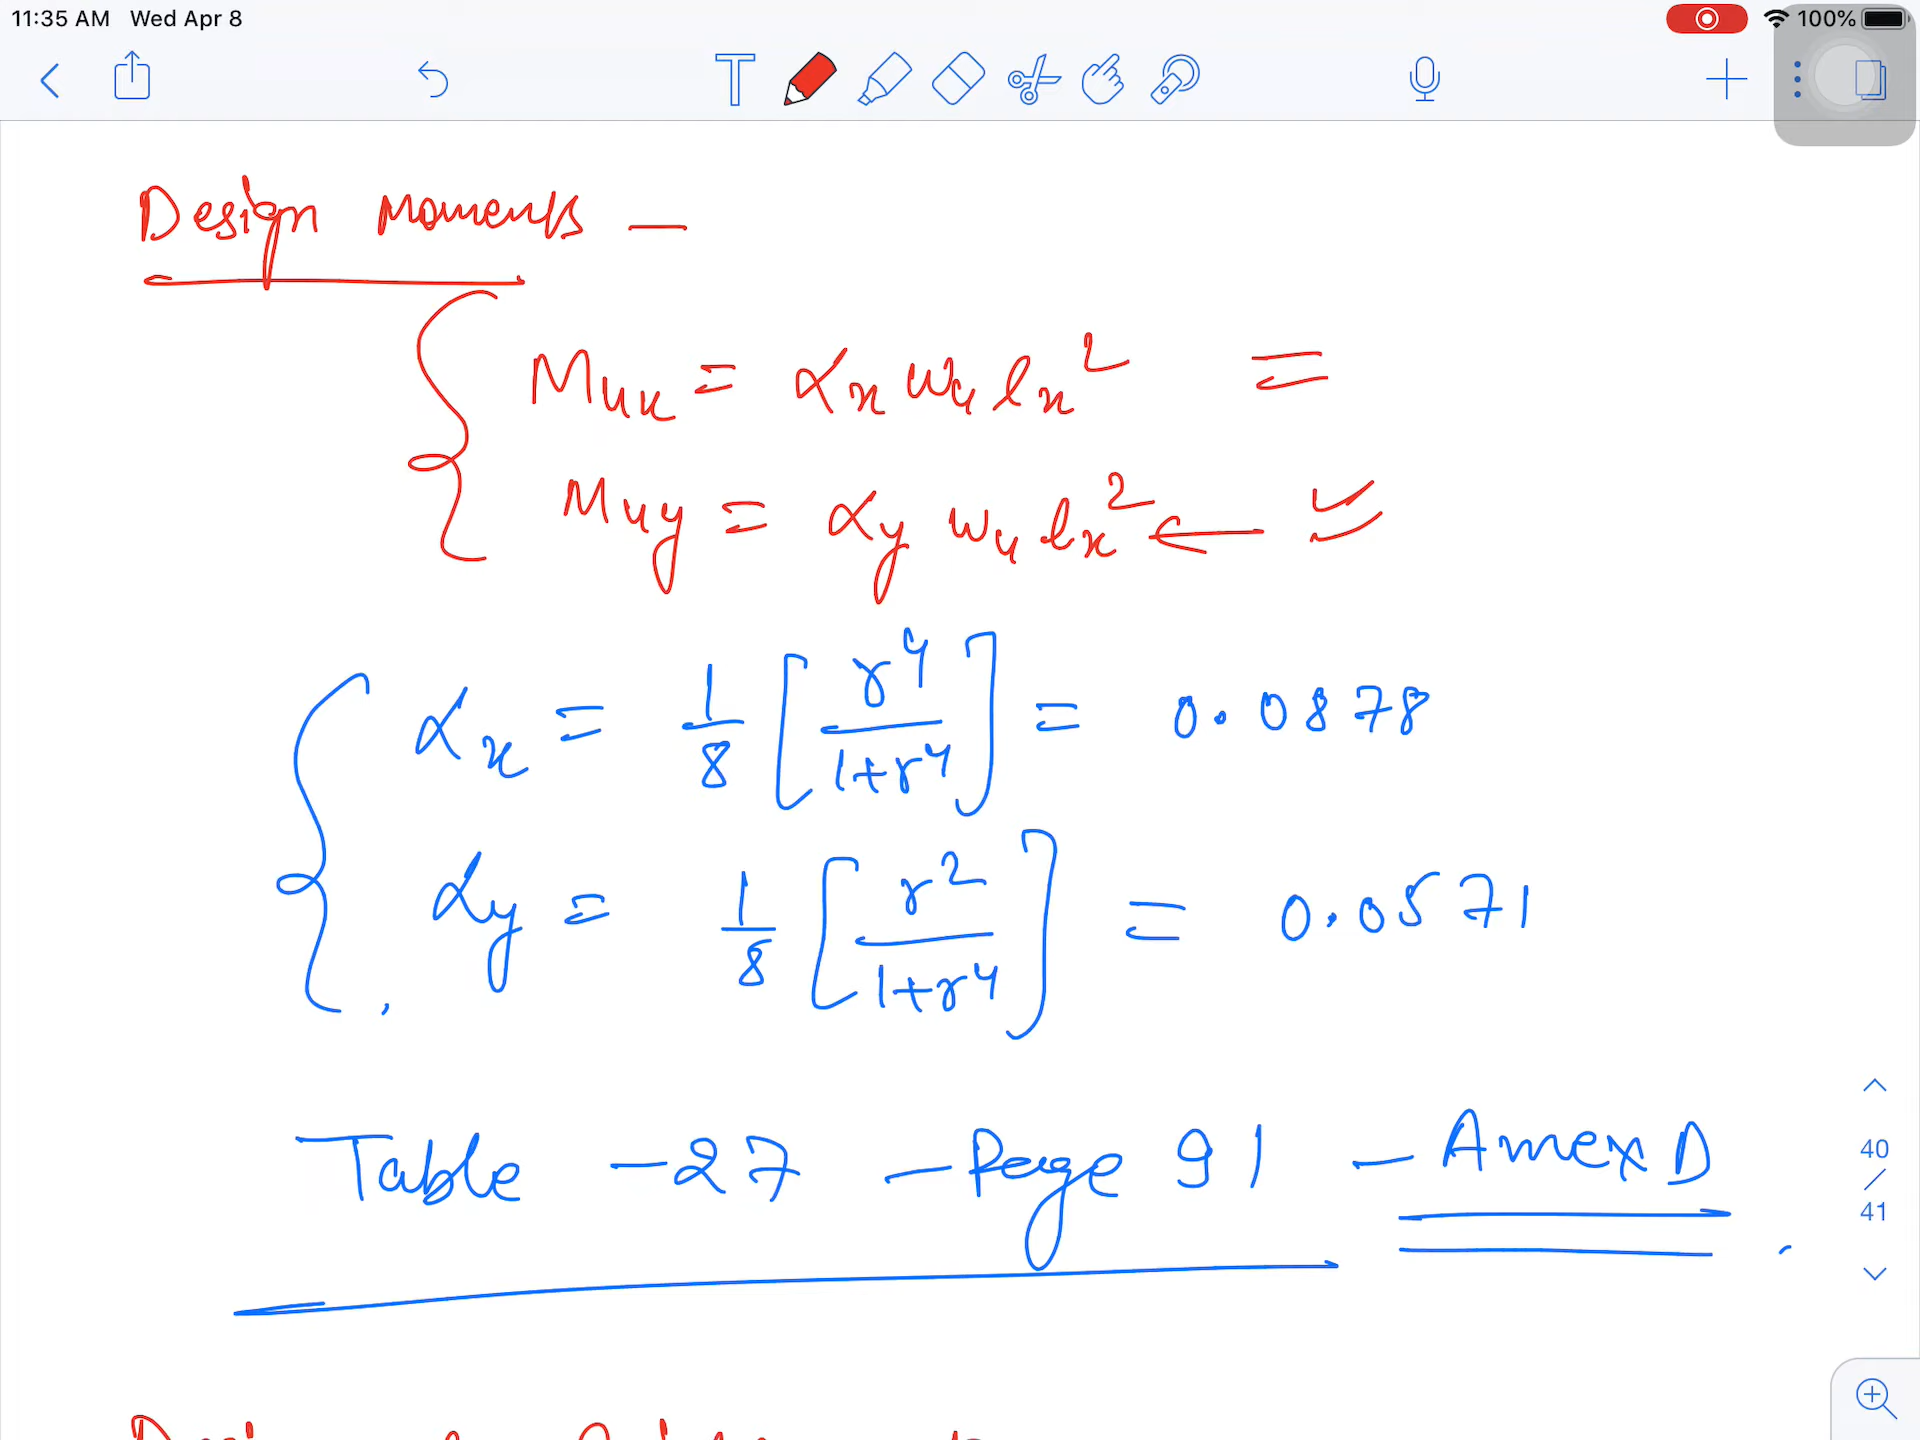 11:35 AM Wed Apr 8
100%
T
Design Moments —
Mux = αx wu lx² =
Muy = αy wu lx² ← =
αx = 1/8 [r⁴/(1+r⁴)] = 0.0878
αy = 1/8 [r²/(1+r⁴)] = 0.0571
Table - 27 - Page 91 - Annex D
40
/
41